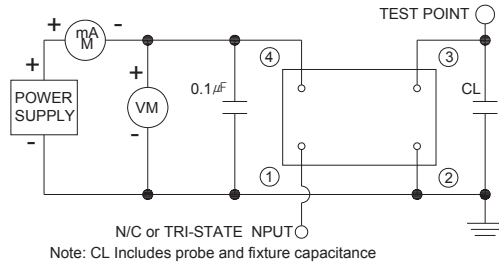 TEST POINT
+ mA M -
+
POWER SUPPLY
-
+
VM
-
0.1μF
④
③
CL
①
②
N/C or TRI-STATE NPUT
Note: CL Includes probe and fixture capacitance